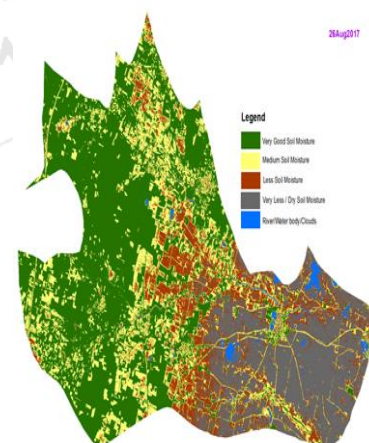 26Aug2017
Legend
Very Good Soil Moisture
Medium Soil Moisture
Less Soil Moisture
Very Less / Dry Soil Moisture
River/Water body/Clouds